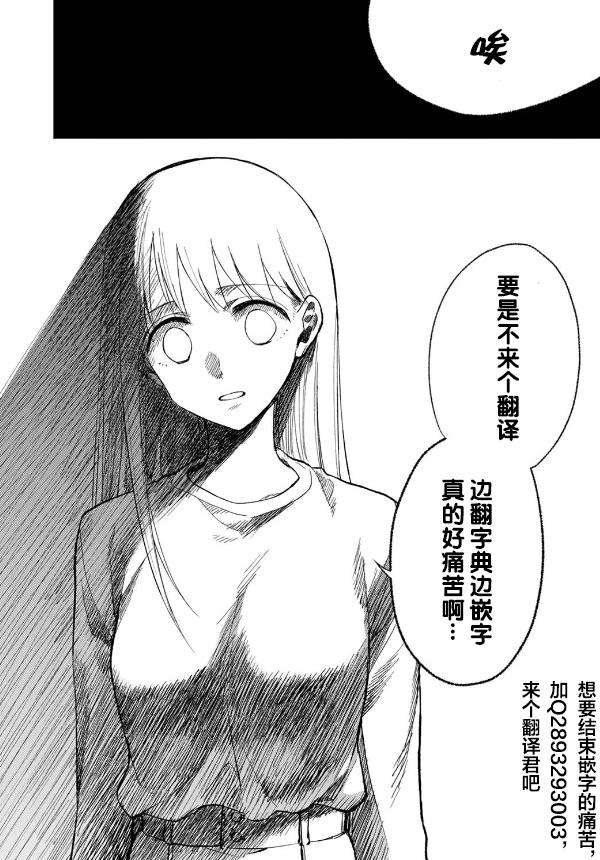 唉
要是不来个翻译
边翻字典边嵌字
真的好痛苦啊…
想要结束嵌字的痛苦，
加Q2893293003，
来个翻译君吧